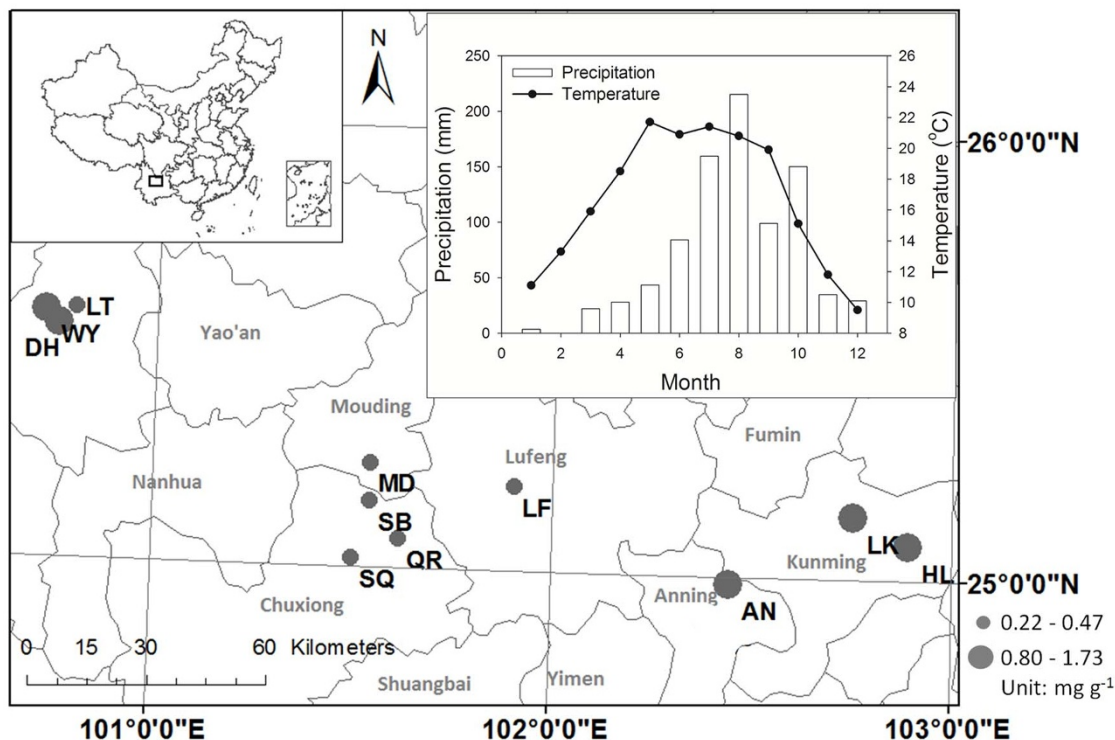 N
250
200
150
100
50
0
Precipitation (mm)
Precipitation
Temperature
26
24
22
20
18
16
14
12
10
8
Temperature (°C)
0 2 4 6 8 10 12
Month
26°0'0"N
LT
WY
DH
Yao'an
Mouding
Fumin
Nanhua
MD
Lufeng
LF
SB
QR
SQ
LK
Kunming
HL
25°0'0"N
Chuxiong
Anning
AN
0 15 30 60 Kilometers
Shuangbai
Yimen
0.22 - 0.47
0.80 - 1.73
Unit: mg g⁻¹
101°0'0"E 102°0'0"E 103°0'0"E